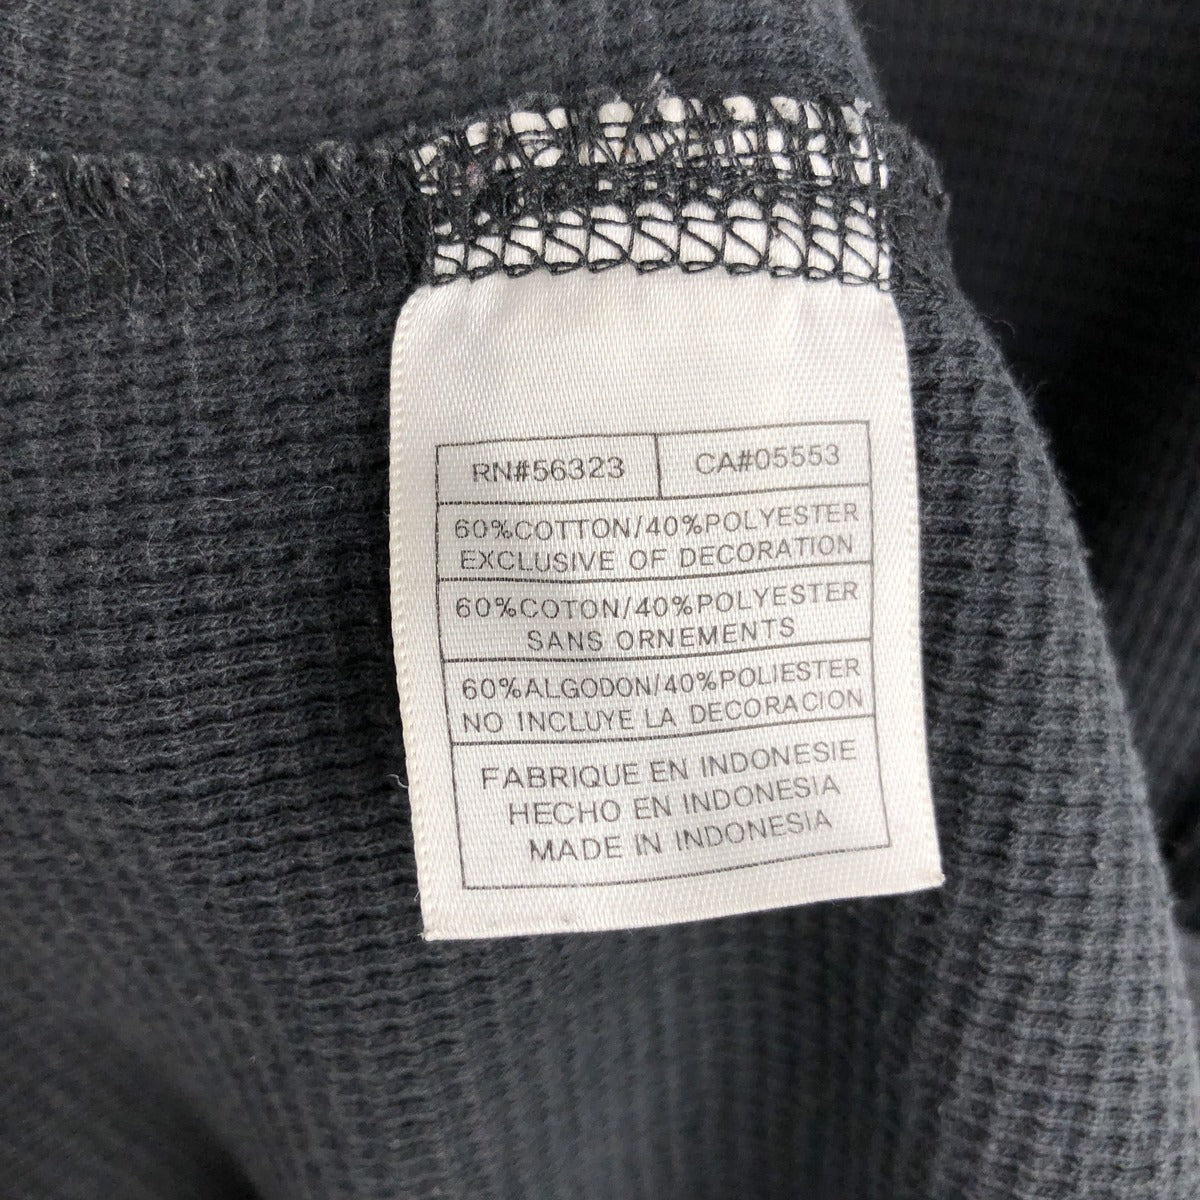 RN#56323 CA#05553
60%COTTON/40%POLYESTER
EXCLUSIVE OF DECORATION
60%COTON/40%POLYESTER
SANS ORNEMENTS
60%ALGODON/40%POLIESTER
NO INCLUYE LA DECORACION
FABRIQUE EN INDONESIE
HECHO EN INDONESIA
MADE IN INDONESIA